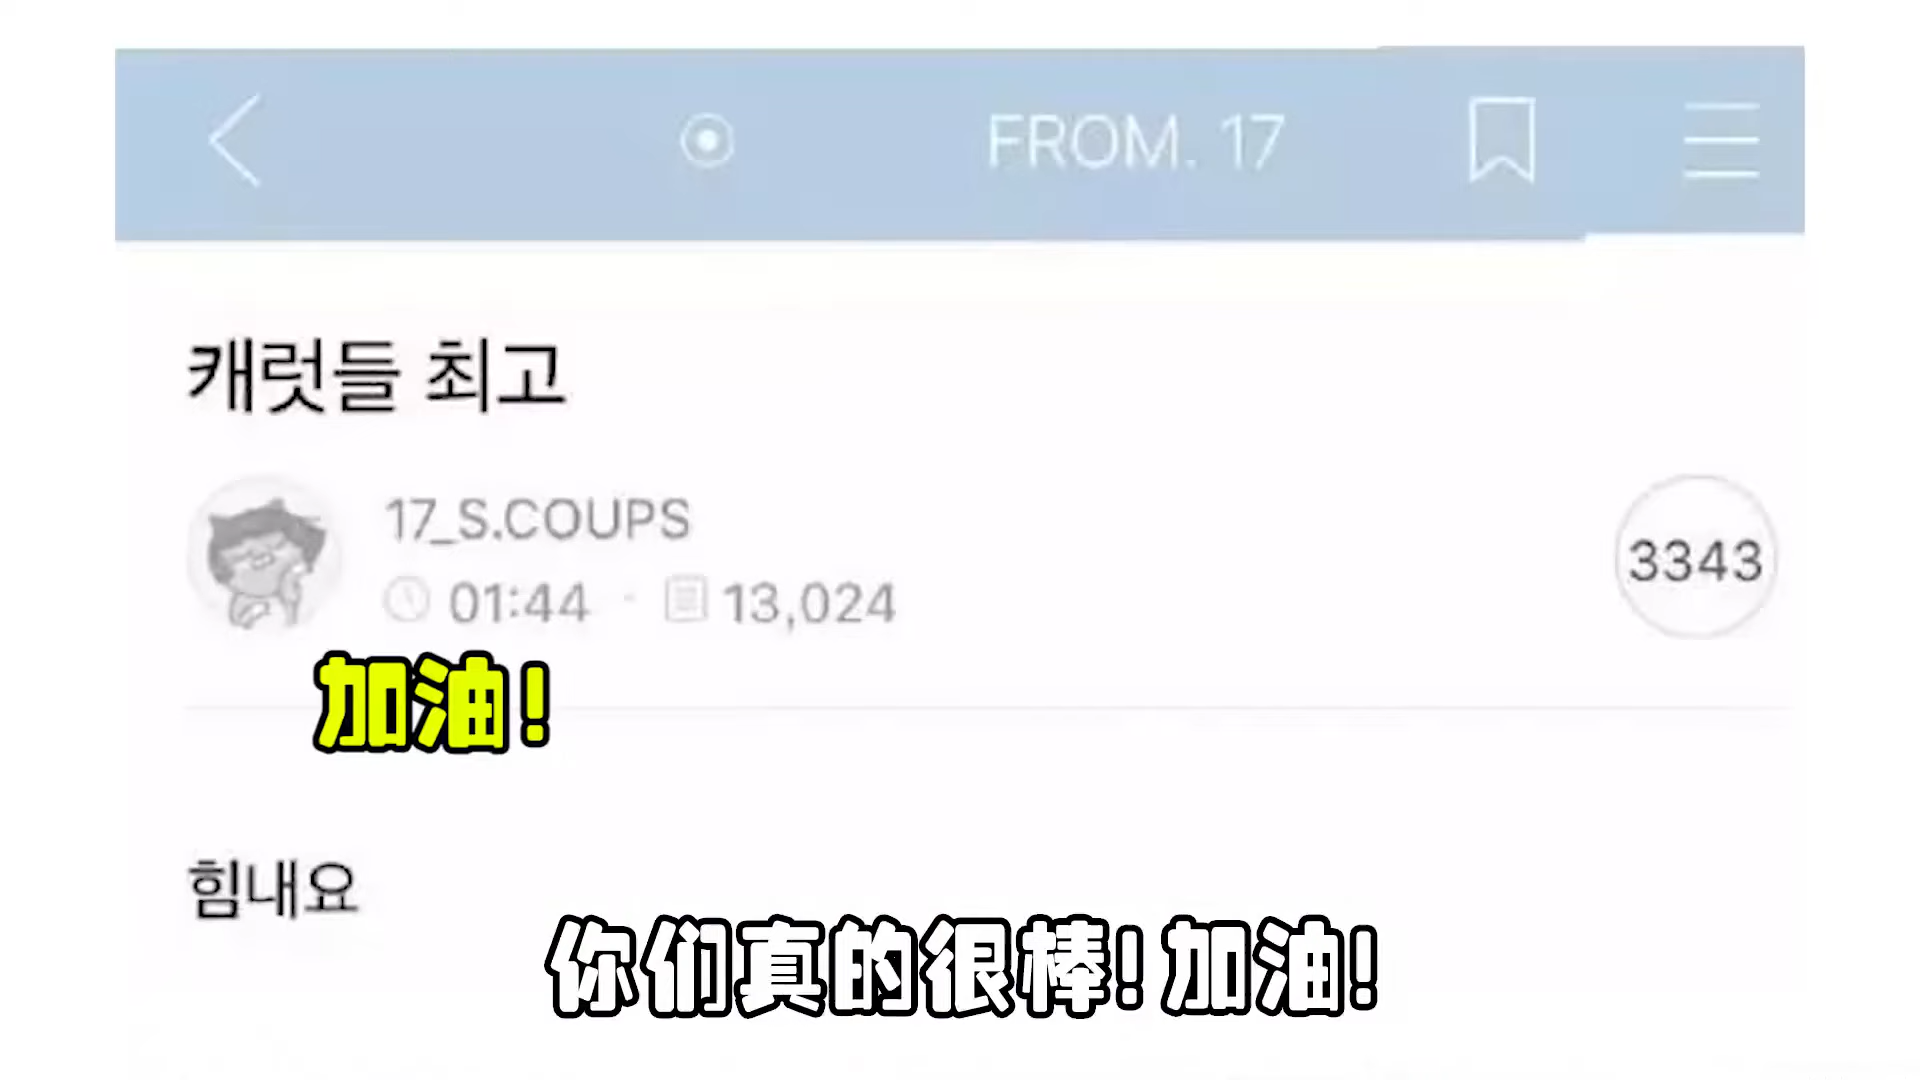 FROM. 17
캐럿들 최고
17_S.COUPS
01:44 · 13,024
3343
加油!
힘내요
你们真的很棒!加油!